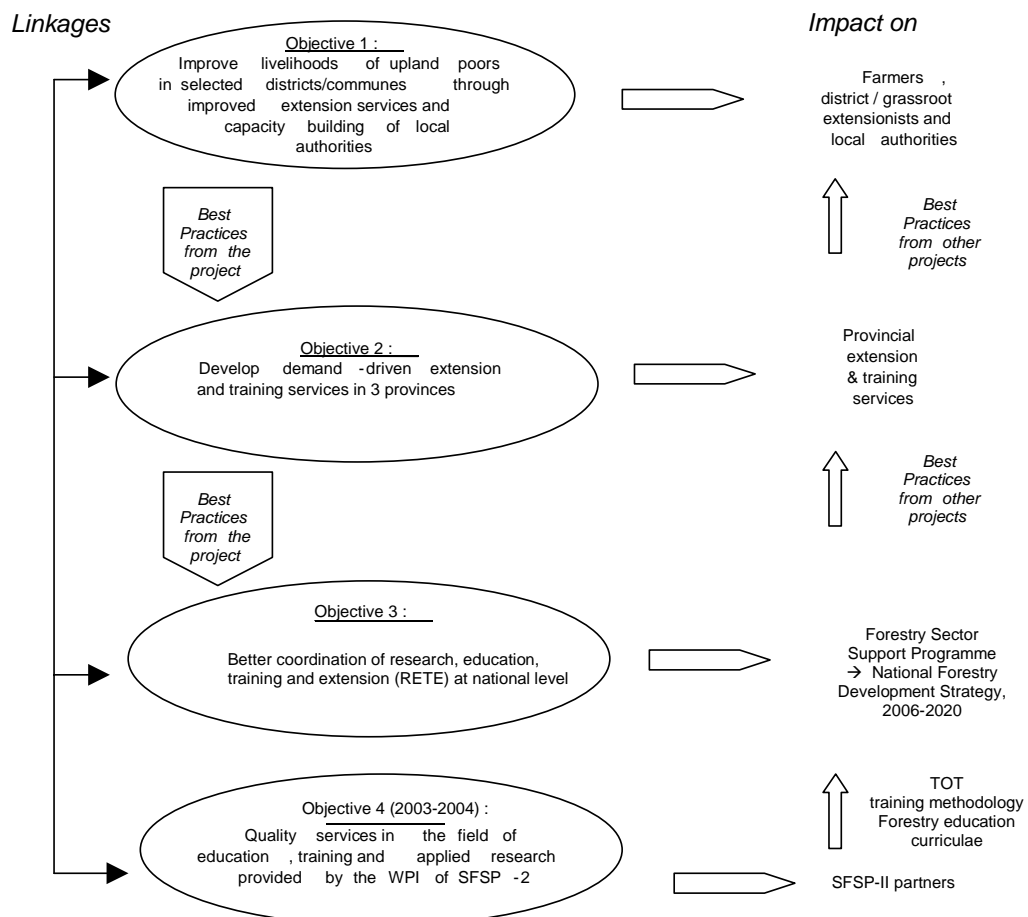 Linkages
Impact on
Objective 1 :
Improve livelihoods of upland poors
in selected districts/communes through
improved extension services and
capacity building of local
authorities
Farmers ,
district / grassroot
extensionists and
local authorities
Best
Practices
from the
project
Best
Practices
from other
projects
Objective 2 :
Develop demand -driven extension
and training services in 3 provinces
Provincial
extension
& training
services
Best
Practices
from the
project
Best
Practices
from other
projects
Objective 3 :
Better coordination of research, education,
training and extension (RETE) at national level
Forestry Sector
Support Programme
→ National Forestry
Development Strategy,
2006-2020
Objective 4 (2003-2004) :
Quality services in the field of
education , training and applied research
provided by the WPI of SFSP -2
TOT
training methodology
Forestry education
curriculae
SFSP-II partners